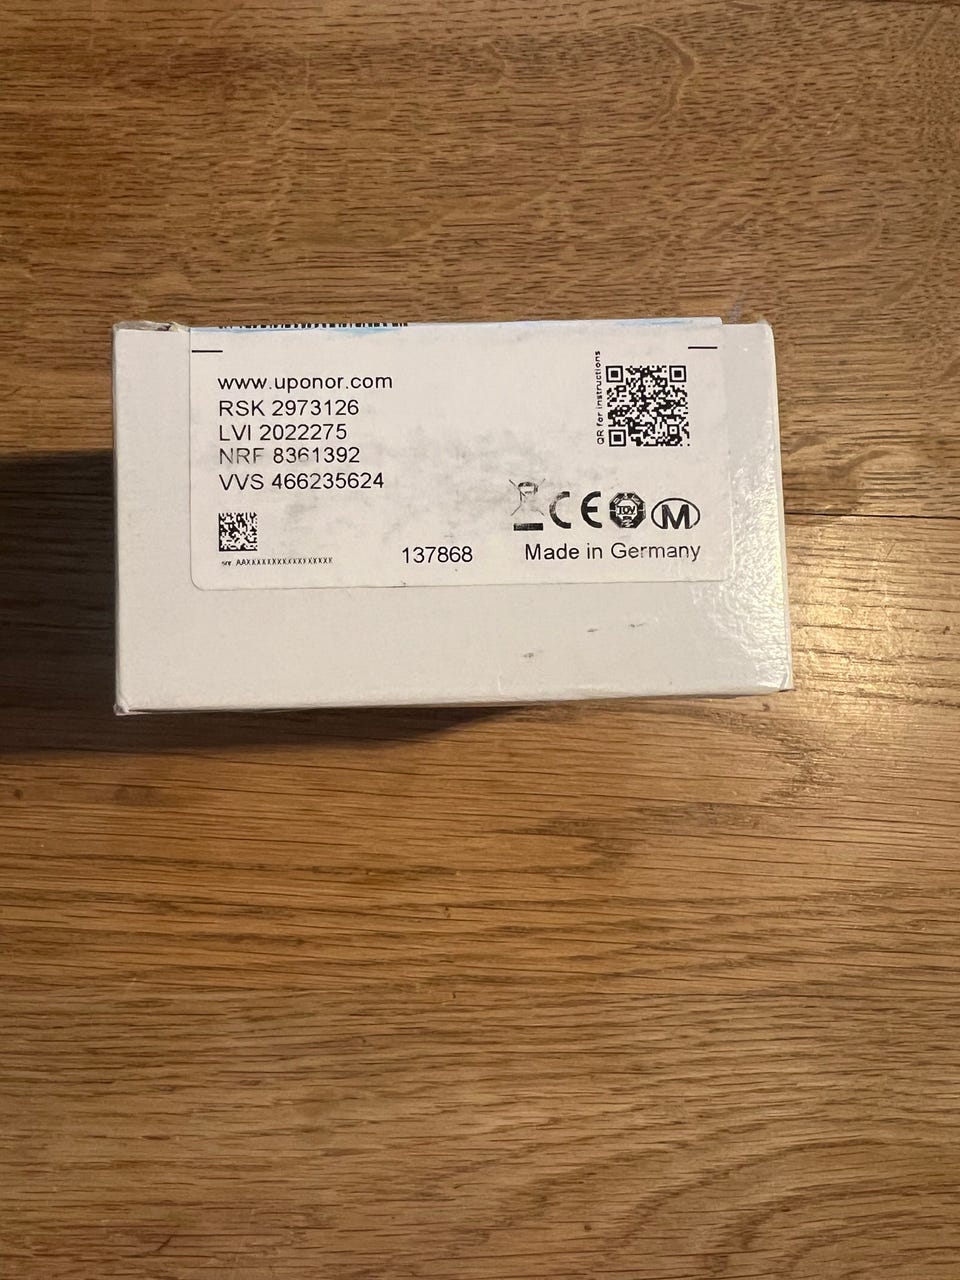 www.uponor.com
RSK 2973126
LVI 2022275
NRF 8361392
VVS 466235624
QR for instructions
CE
TÜV
M
137868
Made in Germany